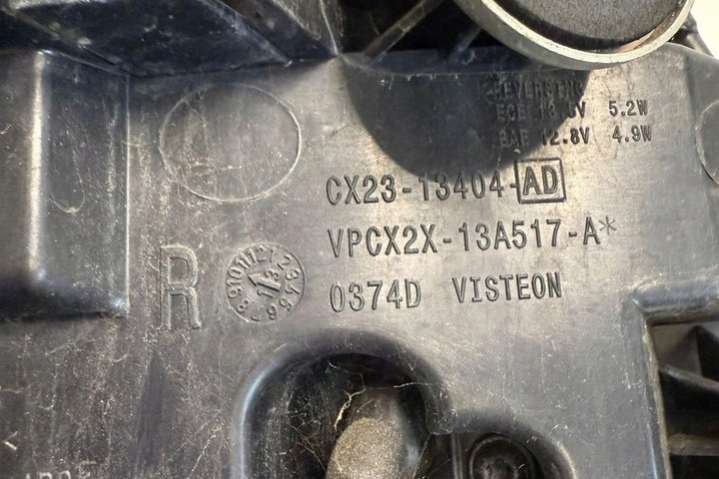 REVERSING
ECE 13.5V 5.2W
SAE 12.8V 4.9W
CX23-13404-AD
VPCX2X-13A517-A*
R
0374D VISTEON